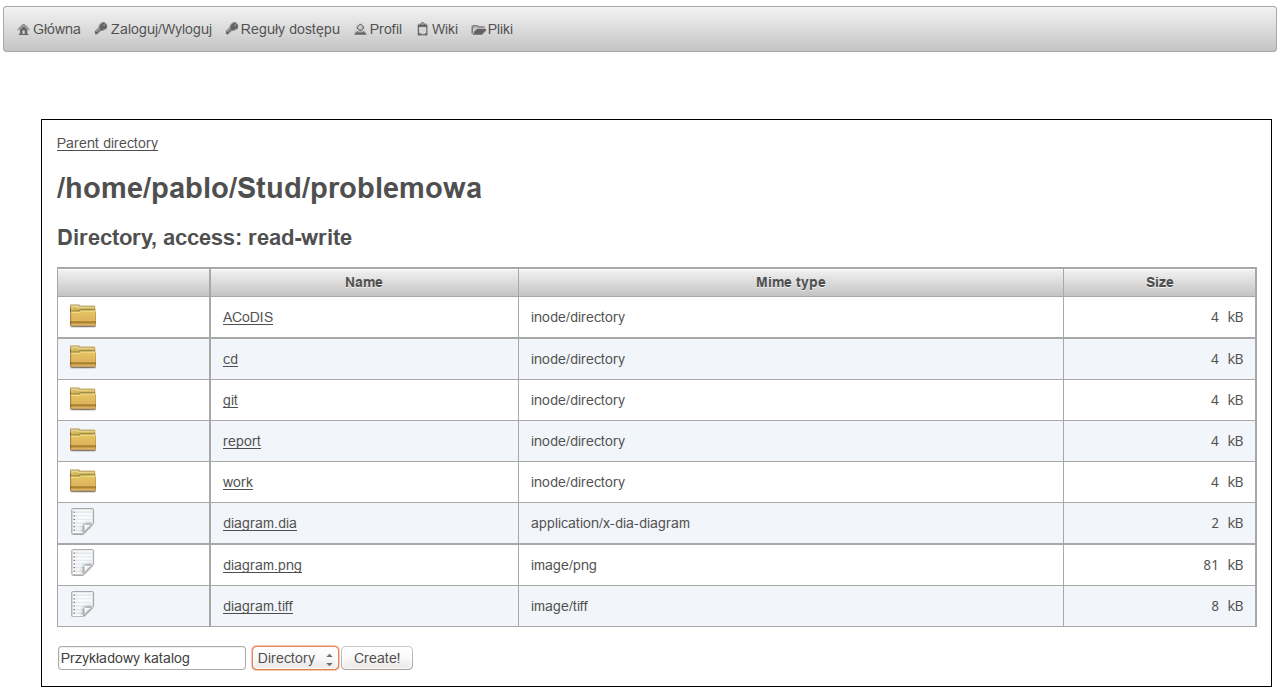 Główna Zaloguj/Wyloguj Reguły dostępu Profil Wiki Pliki
Parent directory
/home/pablo/Stud/problemowa
Directory, access: read-write
Name Mime type Size
ACoDIS inode/directory 4 kB
cd inode/directory 4 kB
git inode/directory 4 kB
report inode/directory 4 kB
work inode/directory 4 kB
diagram.dia application/x-dia-diagram 2 kB
diagram.png image/png 81 kB
diagram.tiff image/tiff 8 kB
Przykładowy katalog Directory Create!